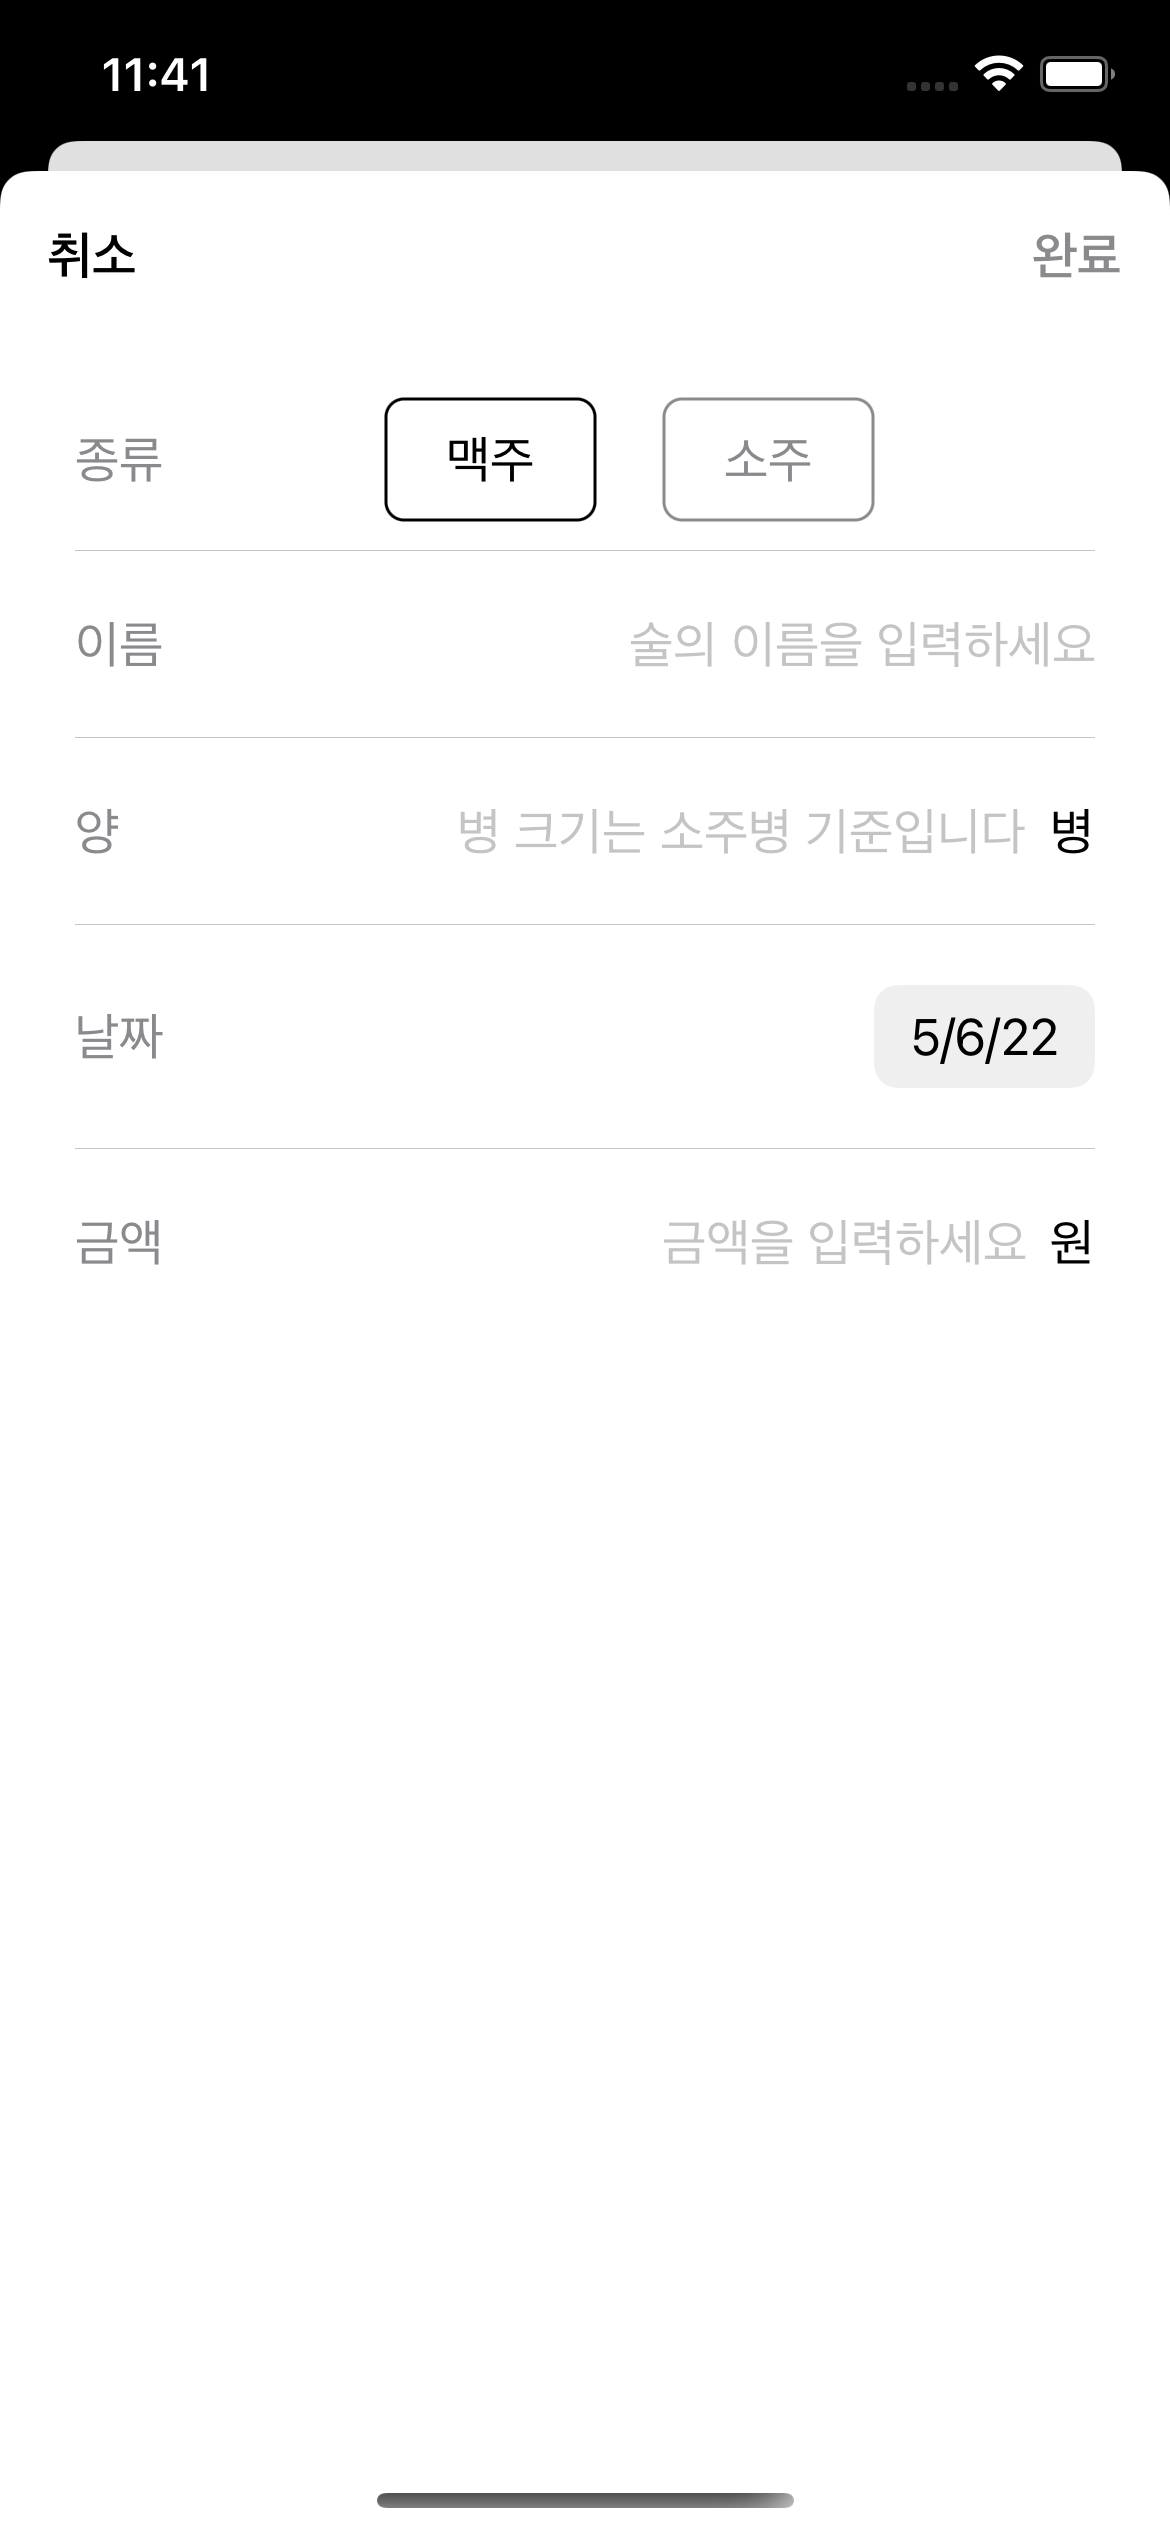 11:41
취소 완료
종류 맥주 소주
이름 술의 이름을 입력하세요
양 병 크기는 소주병 기준입니다 병
날짜 5/6/22
금액 금액을 입력하세요 원